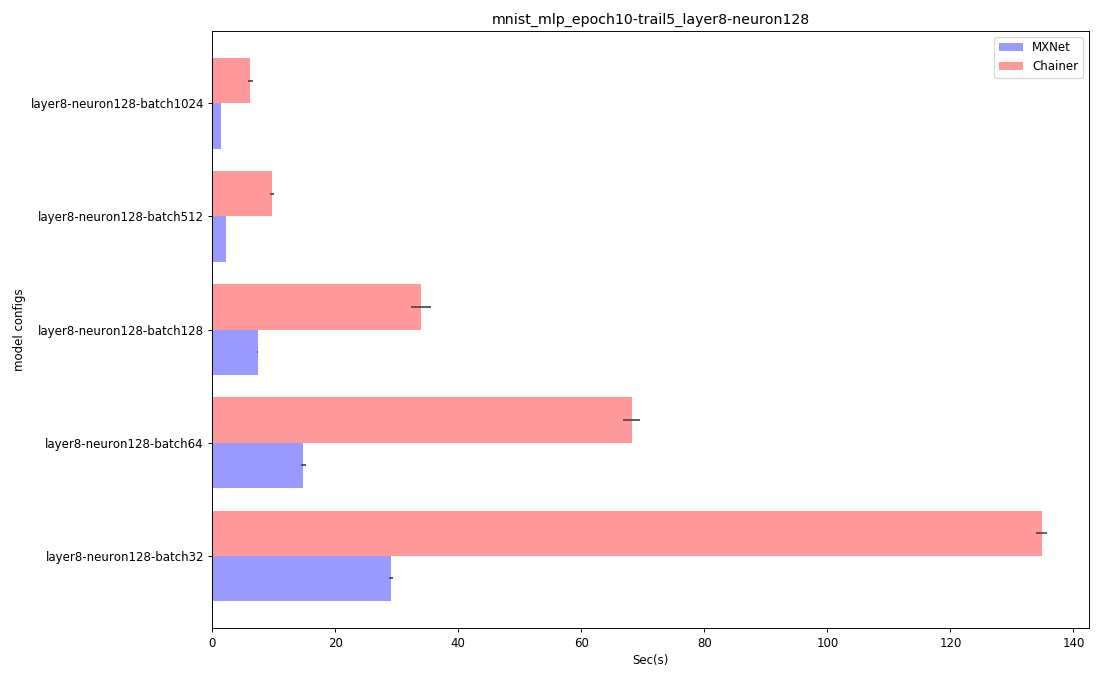 mnist_mlp_epoch10-trail5_layer8-neuron128
MXNet
Chainer
layer8-neuron128-batch1024
layer8-neuron128-batch512
layer8-neuron128-batch128
layer8-neuron128-batch64
layer8-neuron128-batch32
model configs
0 20 40 60 80 100 120 140
Sec(s)